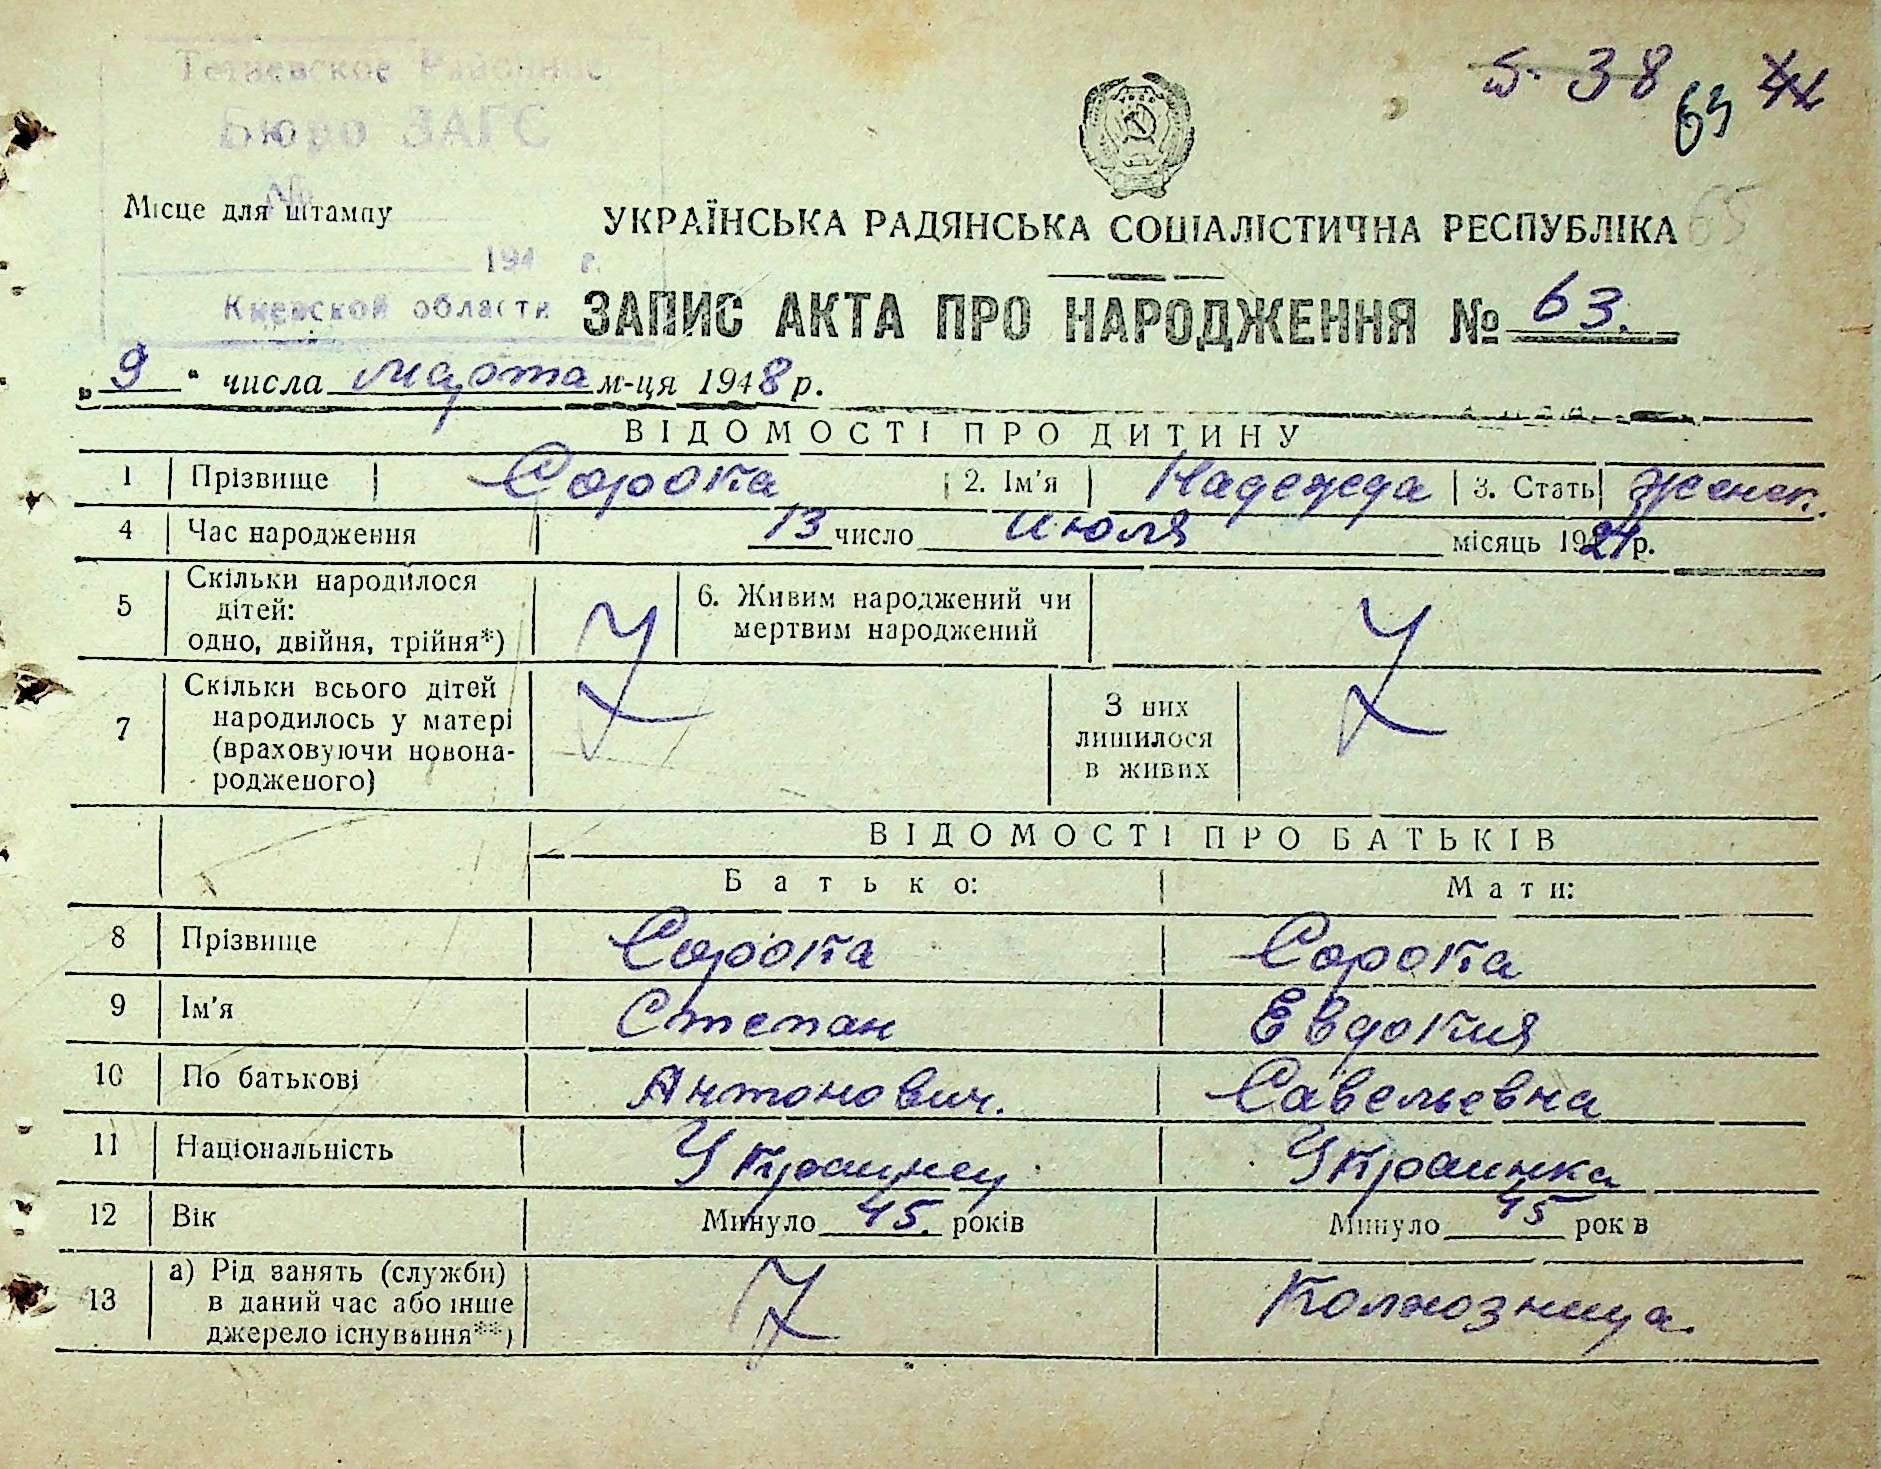 Тетиевское Районное
Бюро ЗАГС
№
194 г.
Киевской области
38
63
65
Місце для штампу
УКРАЇНСЬКА РАДЯНСЬКА СОЦІАЛІСТИЧНА РЕСПУБЛІКА
ЗАПИС АКТА ПРО НАРОДЖЕННЯ № 63.
„9“ числа марта м-ця 1948 р.
ВІДОМОСТІ ПРО ДИТИНУ
1 Прізвище Сорока 2. Ім'я Надежда 3. Стать женск.
4 Час народження 13 число июля місяць 1924 р.
5 Скільки народилося дітей: одно, двійня, трійня*) 6. Живим народжений чи мертвим народжений
7 Скільки всього дітей народилось у матері (враховуючи новонародженого) З них лишилося в живих
ВІДОМОСТІ ПРО БАТЬКІВ
Батько: Мати:
8 Прізвище Сорока Сорока
9 Ім'я Степан Евдокия
10 По батькові Антонович. Савельевна
11 Національність Украинец Украинка
12 Вік Минуло 45. років Минуло 45 рок в
13 а) Рід занять (служби) в даний час або інше джерело існування**) Колхозница